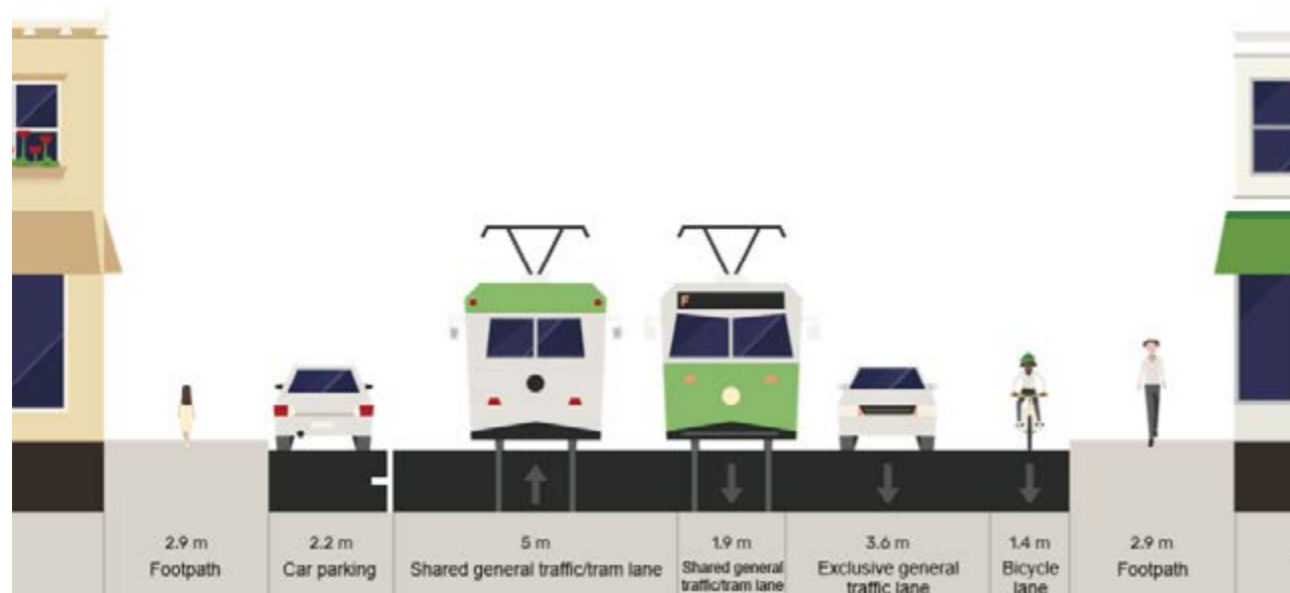 F
2.9 m
Footpath
2.2 m
Car parking
5 m
Shared general traffic/tram lane
1.9 m
Shared general
traffic/tram lane
3.6 m
Exclusive general
traffic lane
1.4 m
Bicycle
lane
2.9 m
Footpath